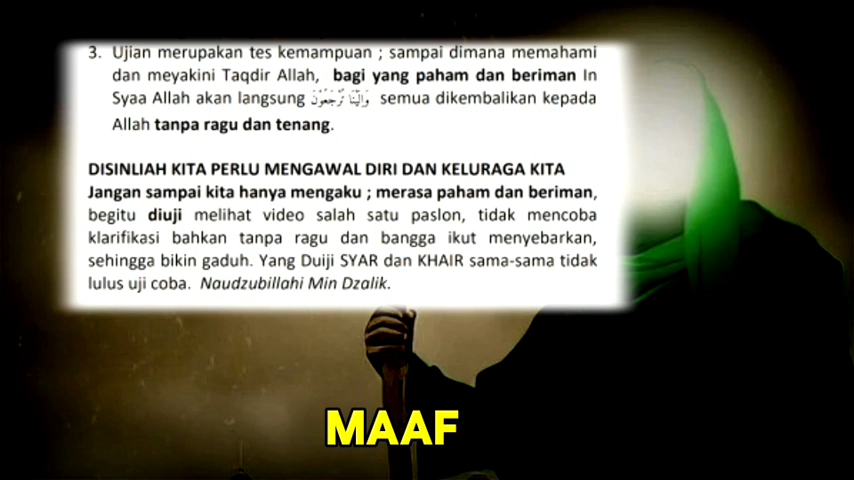 3. Ujian merupakan tes kemampuan ; sampai dimana memahami
dan meyakini Taqdir Allah, bagi yang paham dan beriman In
Syaa Allah akan langsung وَالَيْنَا تُرْجَعُوْنَ semua dikembalikan kepada
Allah tanpa ragu dan tenang.
DISINLIAH KITA PERLU MENGAWAL DIRI DAN KELURAGA KITA
Jangan sampai kita hanya mengaku ; merasa paham dan beriman,
begitu diuji melihat video salah satu paslon, tidak mencoba
klarifikasi bahkan tanpa ragu dan bangga ikut menyebarkan,
sehingga bikin gaduh. Yang Duiji SYAR dan KHAIR sama-sama tidak
lulus uji coba. Naudzubillahi Min Dzalik.
MAAF